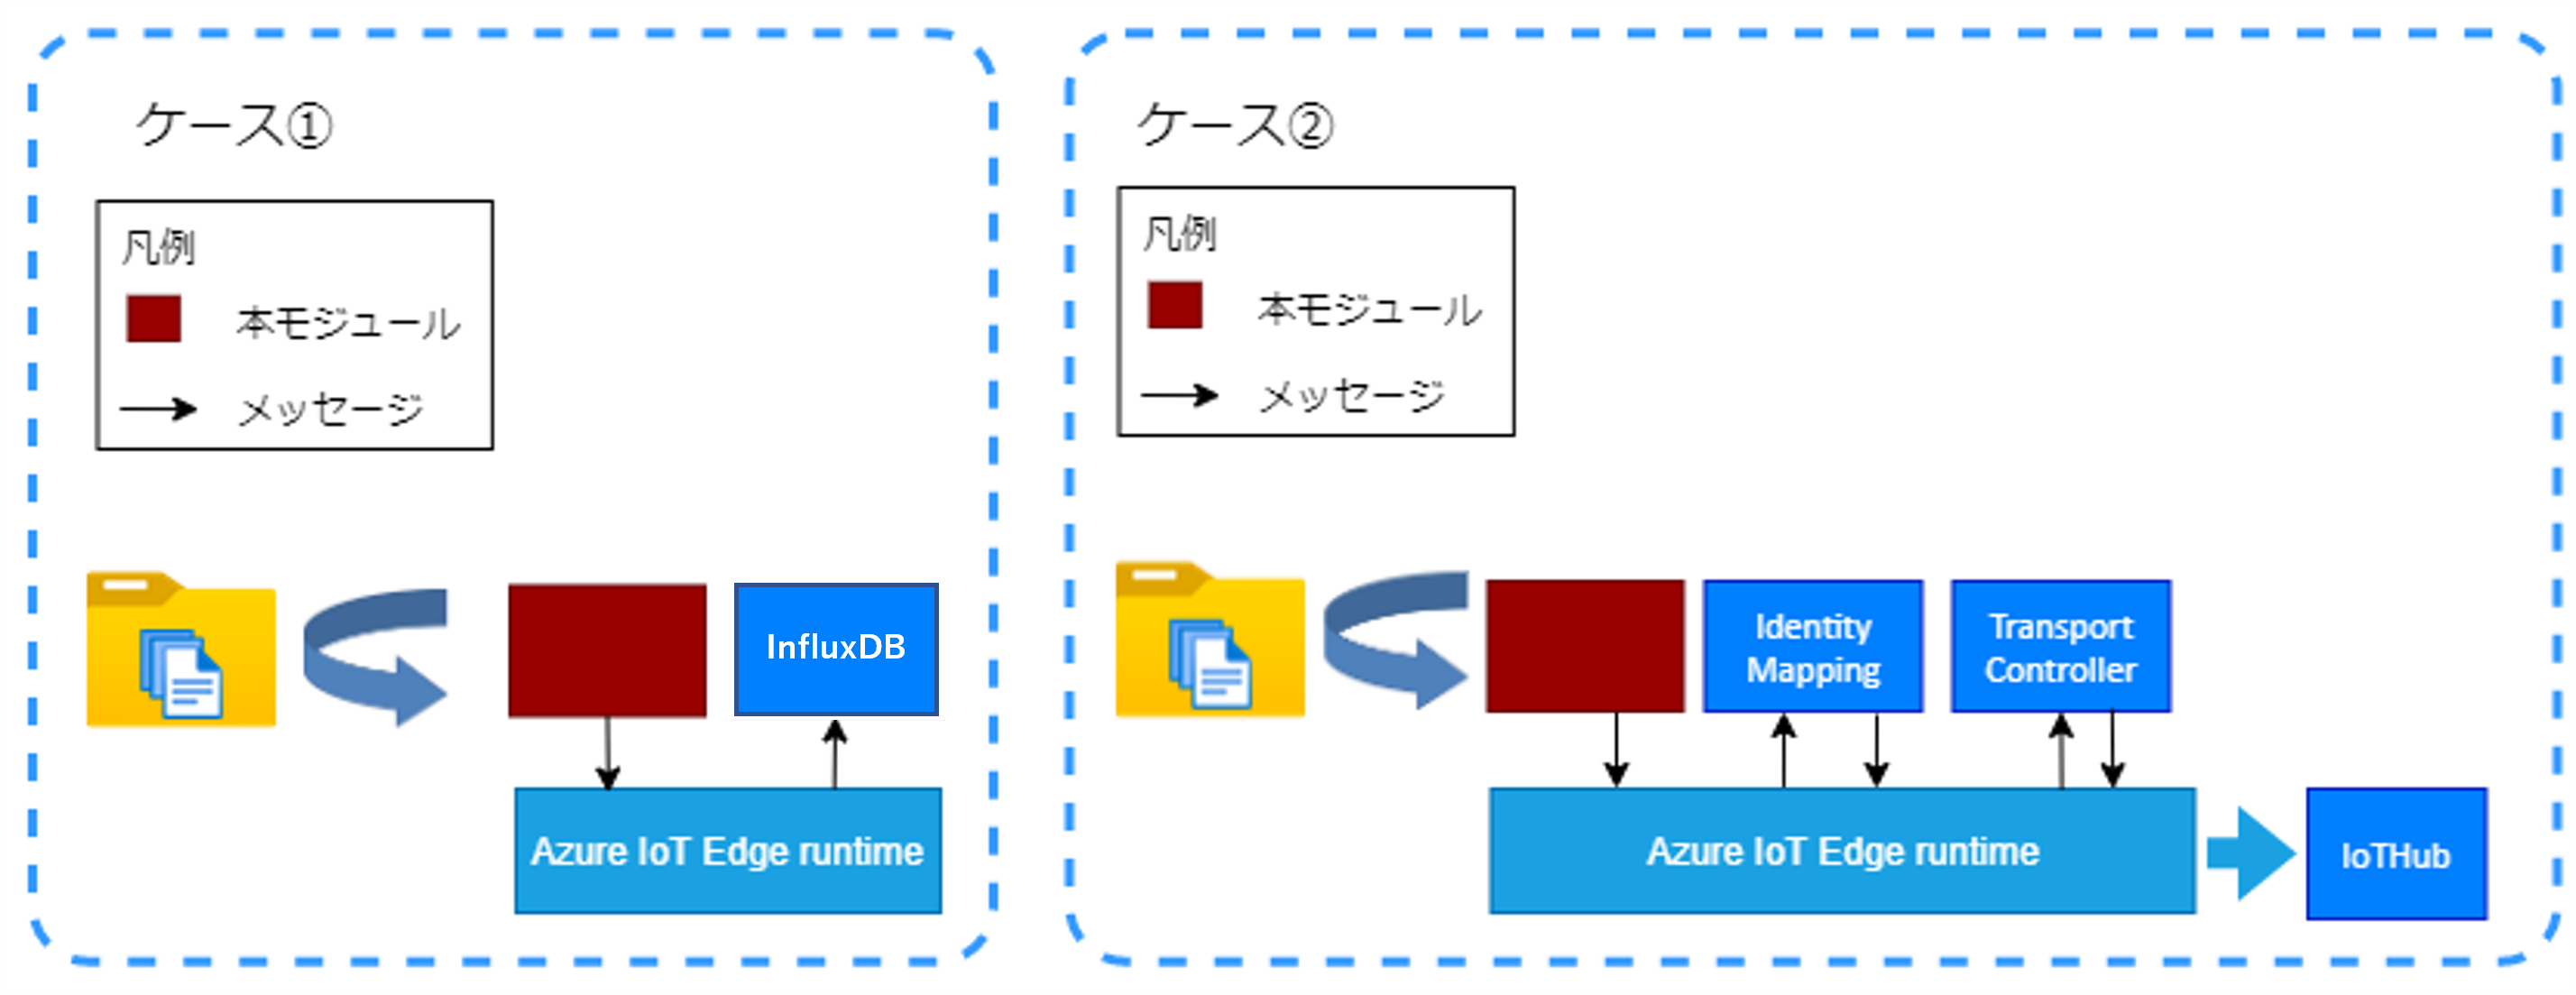 ケース①
凡例
本モジュール
メッセージ
InfluxDB
Azure IoT Edge runtime
ケース②
凡例
本モジュール
メッセージ
Identity
Mapping
Transport
Controller
Azure IoT Edge runtime
IoTHub